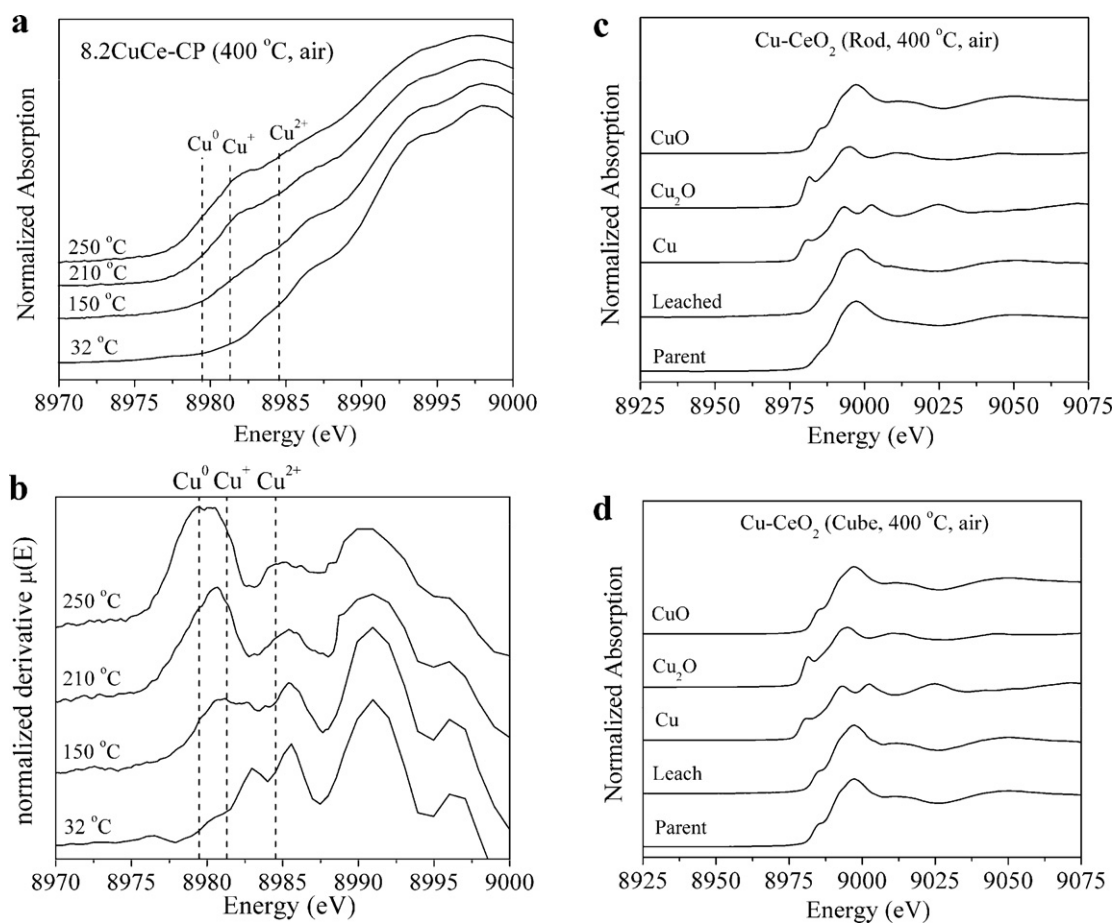 a
8.2CuCe-CP (400 °C, air)
Cu⁰
Cu⁺
Cu²⁺
250 °C
210 °C
150 °C
32 °C
Normalized Absorption
8970 8975 8980 8985 8990 8995 9000
Energy (eV)
b
Cu⁰ Cu⁺ Cu²⁺
250 °C
210 °C
150 °C
32 °C
normalized derivative μ(E)
8970 8975 8980 8985 8990 8995 9000
Energy (eV)
c
Cu-CeO₂ (Rod, 400 °C, air)
CuO
Cu₂O
Cu
Leached
Parent
Normalized Absorption
8925 8950 8975 9000 9025 9050 9075
Energy (eV)
d
Cu-CeO₂ (Cube, 400 °C, air)
CuO
Cu₂O
Cu
Leach
Parent
Normalized Absorption
8925 8950 8975 9000 9025 9050 9075
Energy (eV)